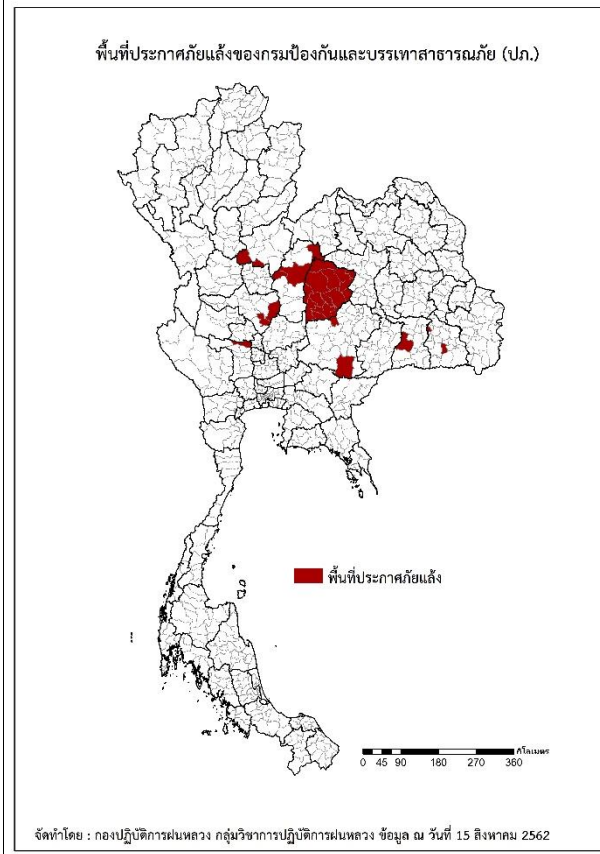 พื้นที่ประกาศภัยแล้งของกรมป้องกันและบรรเทาสาธารณภัย (ปภ.)
พื้นที่ประกาศภัยแล้ง
กิโลเมตร
0 45 90 180 270 360
จัดทำโดย : กองปฏิบัติการฝนหลวง กลุ่มวิชาการปฏิบัติการฝนหลวง ข้อมูล ณ วันที่ 15 สิงหาคม 2562